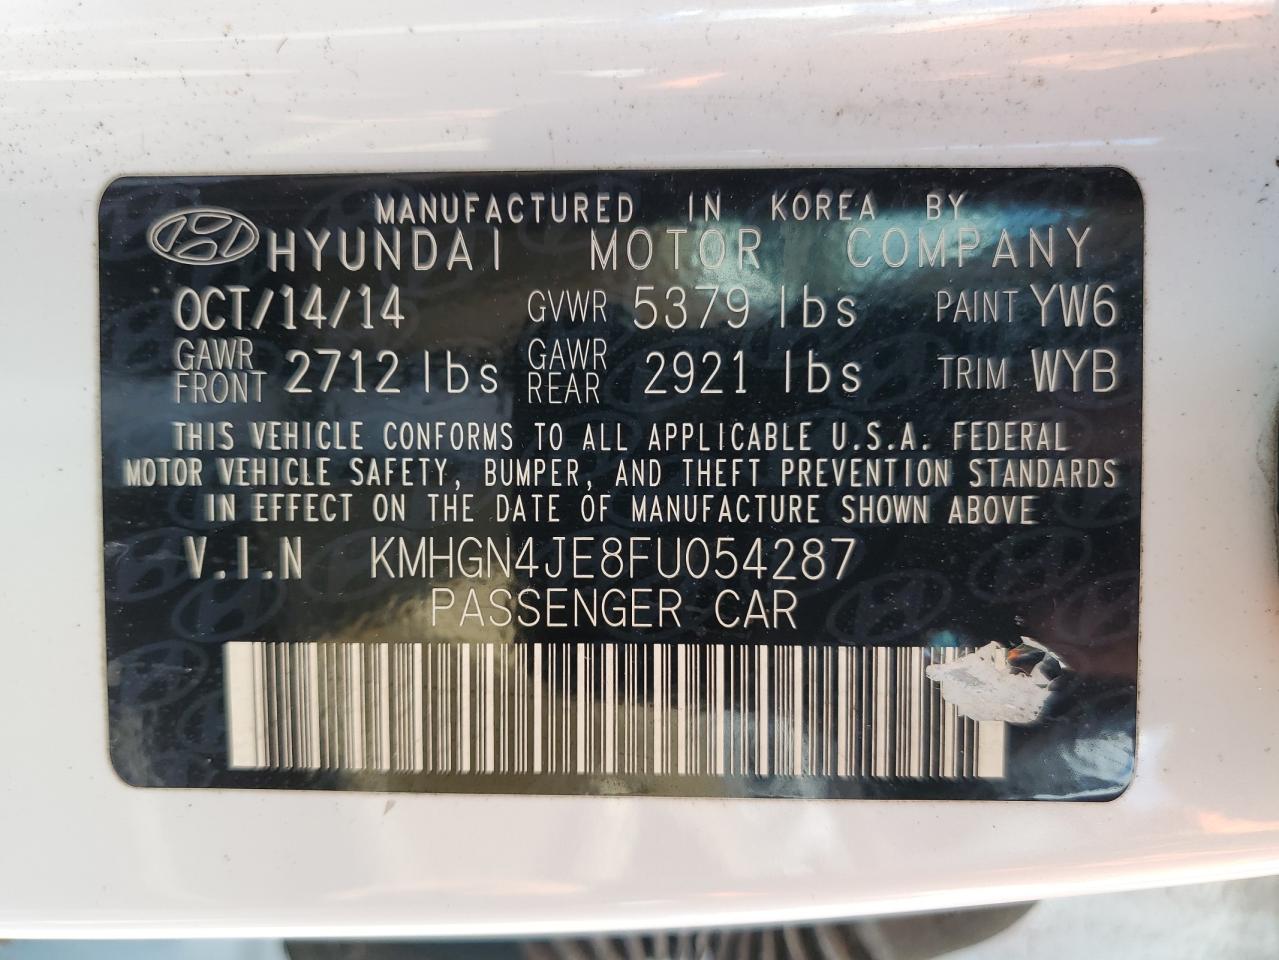 MANUFACTURED IN KOREA BY
HYUNDAI MOTOR COMPANY
OCT/14/14 GVWR 5379 lbs PAINT YW6
GAWR FRONT 2712 lbs GAWR REAR 2921 lbs TRIM WYB
THIS VEHICLE CONFORMS TO ALL APPLICABLE U.S.A. FEDERAL
MOTOR VEHICLE SAFETY, BUMPER, AND THEFT PREVENTION STANDARDS
IN EFFECT ON THE DATE OF MANUFACTURE SHOWN ABOVE
V.I.N KMHGN4JE8FU054287
PASSENGER CAR